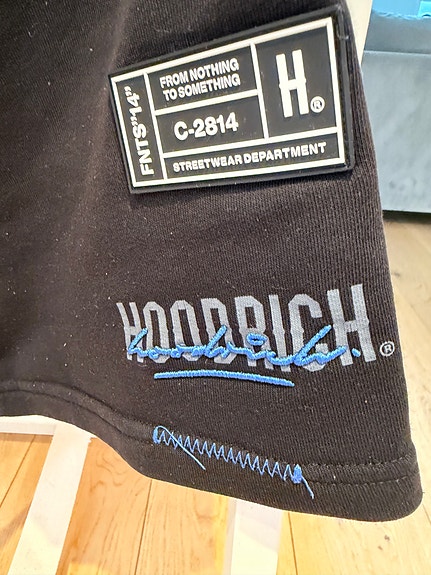 FNTS"14"
FROM NOTHING
TO SOMETHING
C-2814
H®
STREETWEAR DEPARTMENT
HOODRICH®
hoodrich.